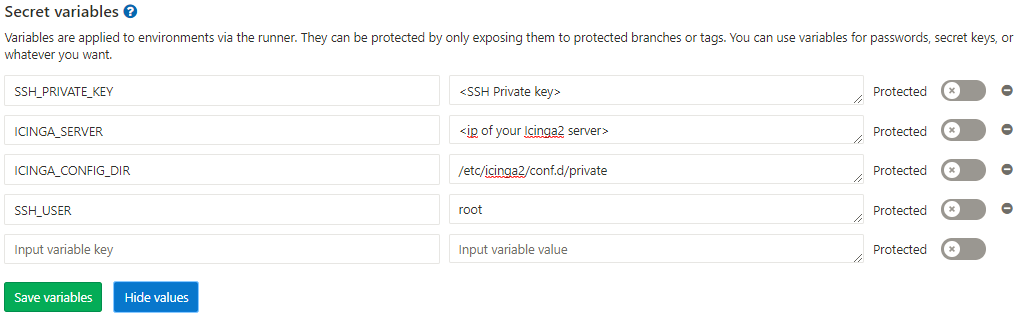 Secret variables ?
Variables are applied to environments via the runner. They can be protected by only exposing them to protected branches or tags. You can use variables for passwords, secret keys, or
whatever you want.
SSH_PRIVATE_KEY <SSH Private key> Protected
ICINGA_SERVER <ip of your Icinga2 server> Protected
ICINGA_CONFIG_DIR /etc/icinga2/conf.d/private Protected
SSH_USER root Protected
Input variable key Input variable value Protected
Save variables Hide values